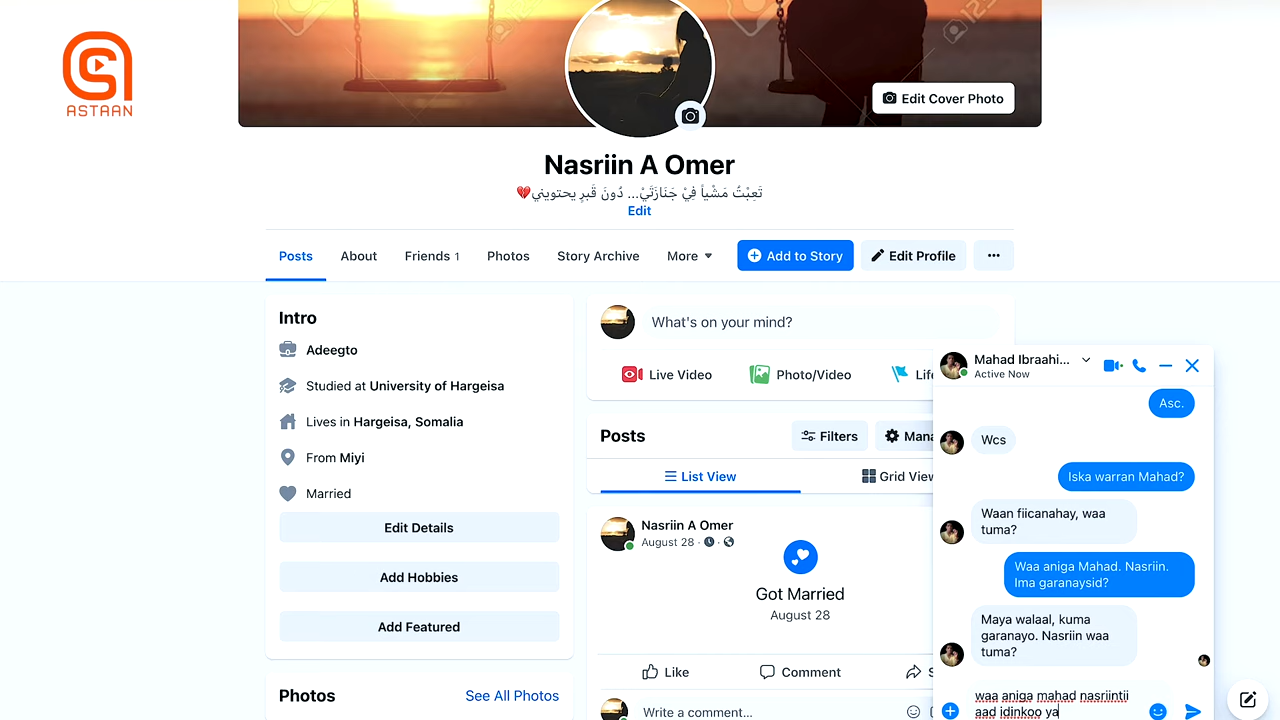 ASTAAN
Edit Cover Photo
Nasriin A Omer
تَعِبْتُ مَشْياً فِيْ جَنَازَتَيْ... دُونَ قَبرِ يحتويني💔
Edit
Posts
About
Friends 1
Photos
Story Archive
More
Add to Story
Edit Profile
Intro
Adeegto
Studied at University of Hargeisa
Lives in Hargeisa, Somalia
From Miyi
Married
Edit Details
Add Hobbies
Add Featured
Photos
See All Photos
What's on your mind?
Live Video
Photo/Video
Posts
Filters
List View
Nasriin A Omer
August 28
Got Married
August 28
Like
Comment
Write a comment...
Mahad Ibraahi...
Active Now
Asc.
Wcs
Iska warran Mahad?
Waan fiicanahay, waa
tuma?
Waa aniga Mahad. Nasriin.
Ima garanaysid?
Maya walaal, kuma
garanayo. Nasriin waa
tuma?
waa aniga mahad nasriintii
aad idinkoo ya